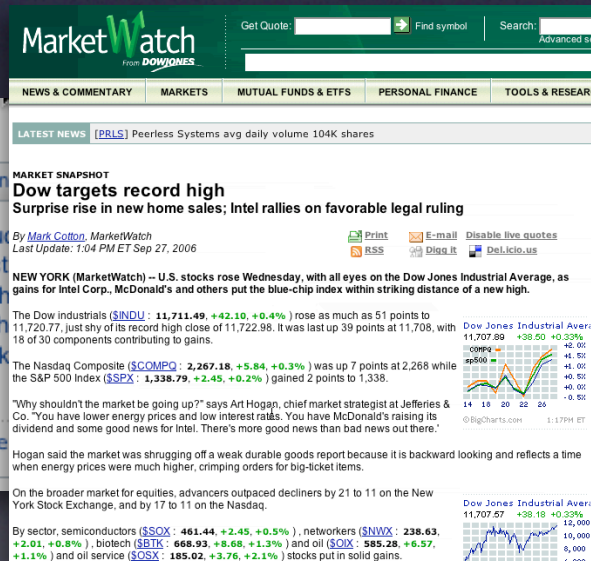 MarketWatch
From DOWJONES
Get Quote:
Find symbol
Search:
Advanced se
NEWS & COMMENTARY
MARKETS
MUTUAL FUNDS & ETFS
PERSONAL FINANCE
TOOLS & RESEAR
LATEST NEWS [PRLS] Peerless Systems avg daily volume 104K shares
MARKET SNAPSHOT
Dow targets record high
Surprise rise in new home sales; Intel rallies on favorable legal ruling
By Mark Cotton, MarketWatch
Last Update: 1:04 PM ET Sep 27, 2006
Print E-mail Disable live quotes
RSS Digg it Del.icio.us
NEW YORK (MarketWatch) -- U.S. stocks rose Wednesday, with all eyes on the Dow Jones Industrial Average, as
gains for Intel Corp., McDonald's and others put the blue-chip index within striking distance of a new high.
The Dow industrials ($INDU : 11,711.49, +42.10, +0.4% ) rose as much as 51 points to
11,720.77, just shy of its record high close of 11,722.98. It was last up 39 points at 11,708, with
18 of 30 components contributing to gains.
The Nasdaq Composite ($COMPQ : 2,267.18, +5.84, +0.3% ) was up 7 points at 2,268 while
the S&P 500 Index ($SPX : 1,338.79, +2.45, +0.2% ) gained 2 points to 1,338.
"Why shouldn't the market be going up?" says Art Hogan, chief market strategist at Jefferies &
Co. "You have lower energy prices and low interest rates. You have McDonald's raising its
dividend and some good news for Intel. There's more good news than bad news out there.'
Hogan said the market was shrugging off a weak durable goods report because it is backward looking and reflects a time
when energy prices were much higher, crimping orders for big-ticket items.
On the broader market for equities, advancers outpaced decliners by 21 to 11 on the New
York Stock Exchange, and by 17 to 11 on the Nasdaq.
By sector, semiconductors ($SOX : 461.44, +2.45, +0.5% ) , networkers ($NWX : 238.63,
+2.01, +0.8% ) , biotech ($BTK : 668.93, +8.68, +1.3% ) and oil ($OIX : 585.28, +6.57,
+1.1% ) and oil service ($OSX : 185.02, +3.76, +2.1% ) stocks put in solid gains.
Dow Jones Industrial Avera
11,707.89 +38.50 +0.33%
COMPQ
sp500
+2.0%
+1.5%
+1.0%
+0.5%
0.0%
-0.5%
14 18 20 22 26
©BigCharts.com 1:17PM ET
Dow Jones Industrial Avera
11,707.57 +38.18 +0.33%
12,000
10,000
8,000
6,000